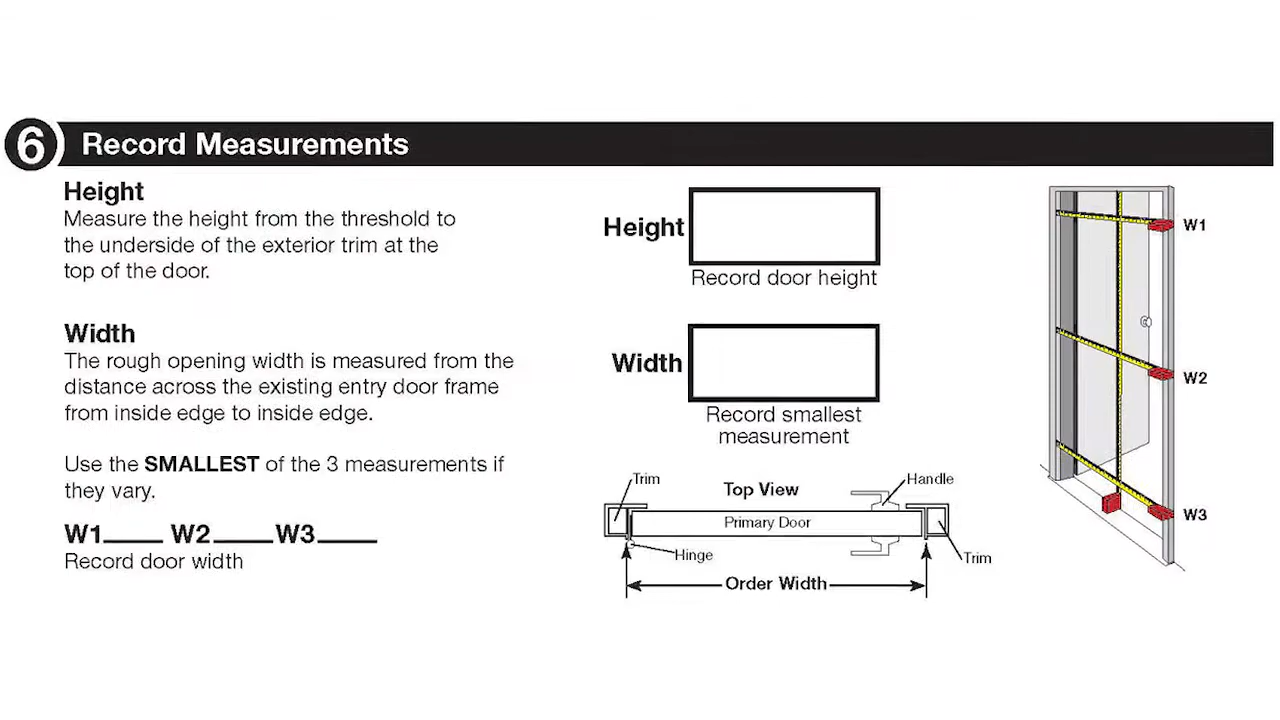 6 Record Measurements
Height
Measure the height from the threshold to
the underside of the exterior trim at the
top of the door.
Width
The rough opening width is measured from the
distance across the existing entry door frame
from inside edge to inside edge.
Use the SMALLEST of the 3 measurements if
they vary.
W1____ W2____ W3____
Record door width
Height
Record door height
Width
Record smallest
measurement
Trim
Top View
Handle
Primary Door
Hinge
Trim
Order Width
W1
W2
W3